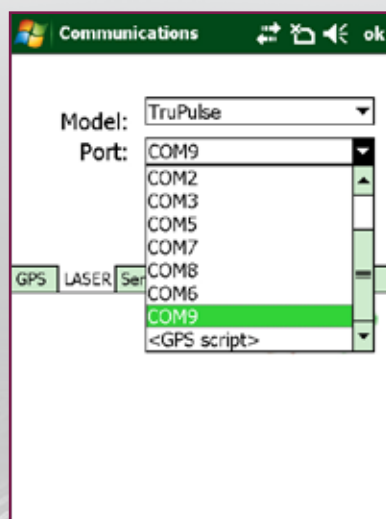 Communications ok
Model: TruPulse
Port: COM9
COM2
COM3
COM5
COM7
COM8
COM6
COM9
<GPS script>
GPS LASER Ser